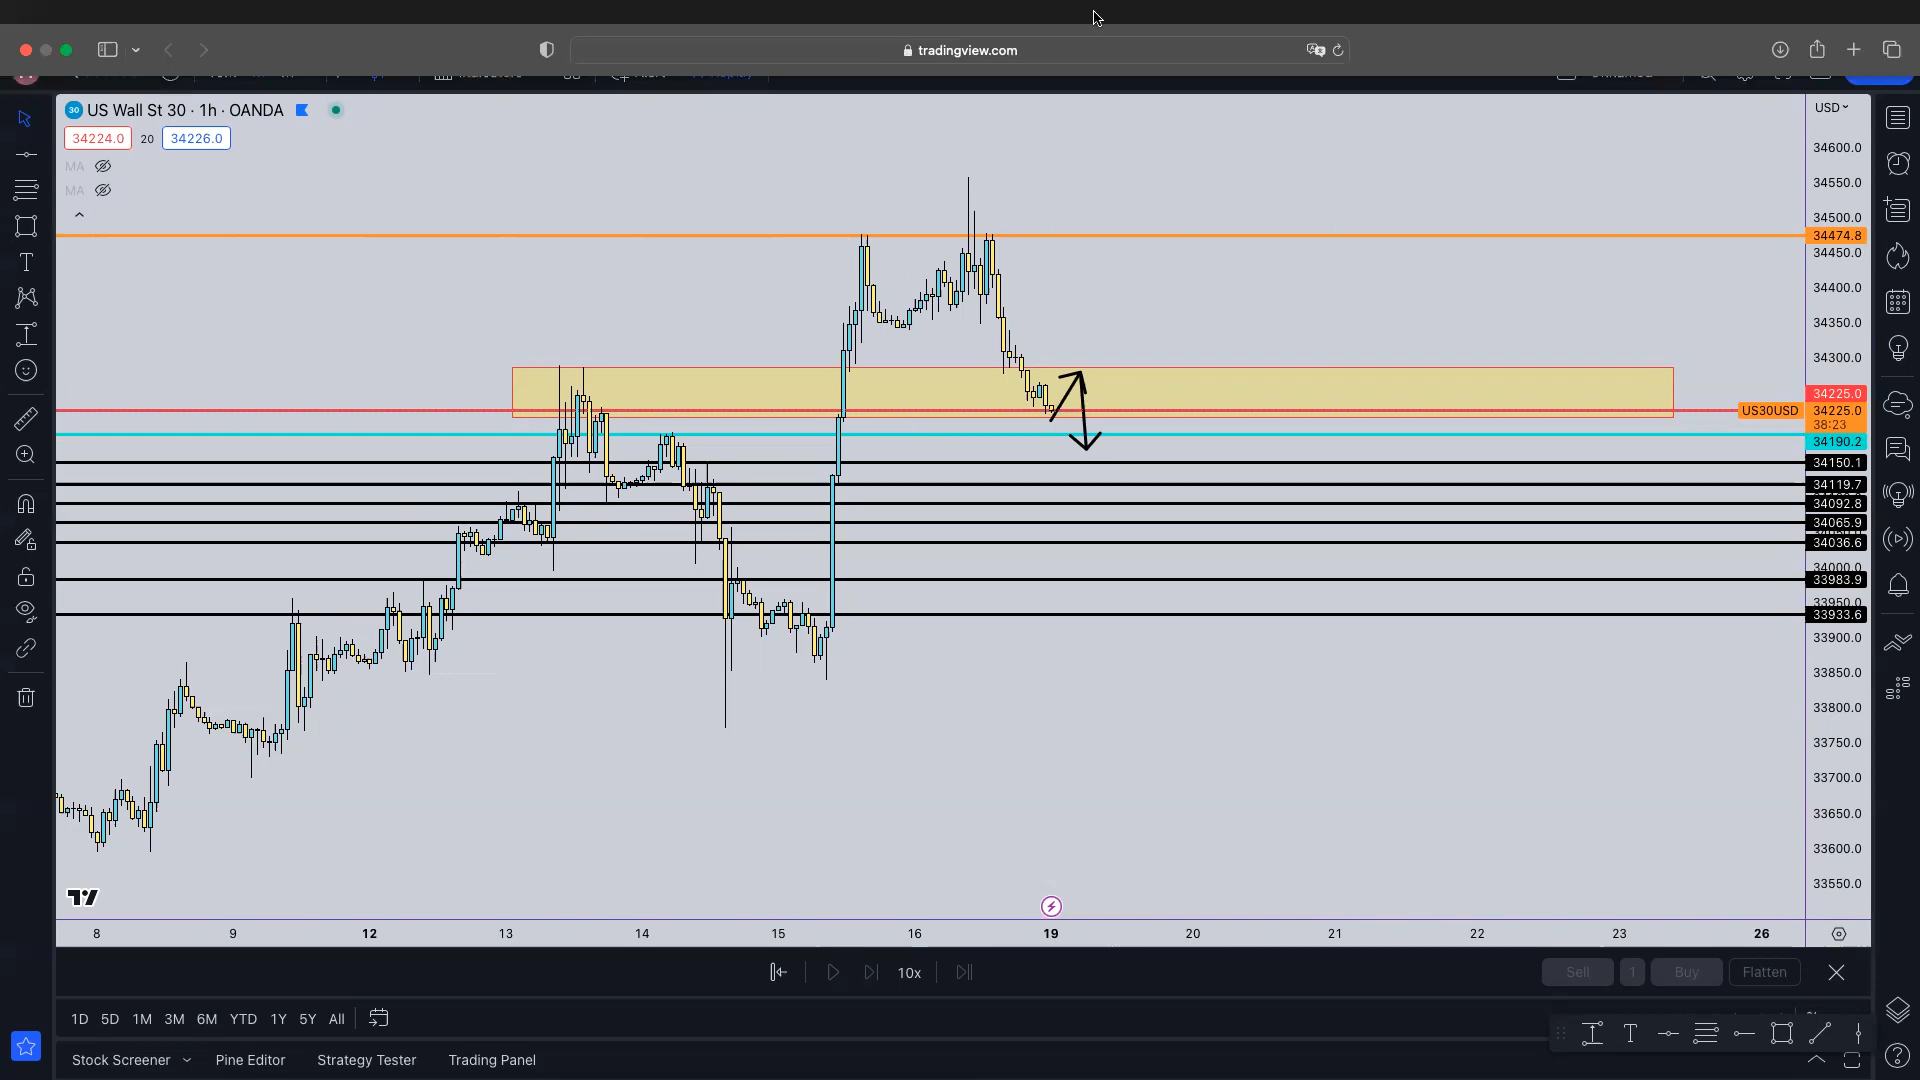 tradingview.com
30 US Wall St 30 · 1h · OANDA
USD
34224.0 20 34226.0
MA
MA
34600.0
34550.0
34500.0
34474.8
34450.0
34400.0
34350.0
34300.0
34225.0
US30USD 34225.0
38:23
34190.2
34150.1
34119.7
34092.8
34065.9
34036.6
34000.0
33983.9
33950.0
33933.6
33900.0
33850.0
33800.0
33750.0
33700.0
33650.0
33600.0
33550.0
8 9 12 13 14 15 16 19 20 21 22 23 26
10x Sell 1 Buy Flatten
1D 5D 1M 3M 6M YTD 1Y 5Y All
Stock Screener Pine Editor Strategy Tester Trading Panel